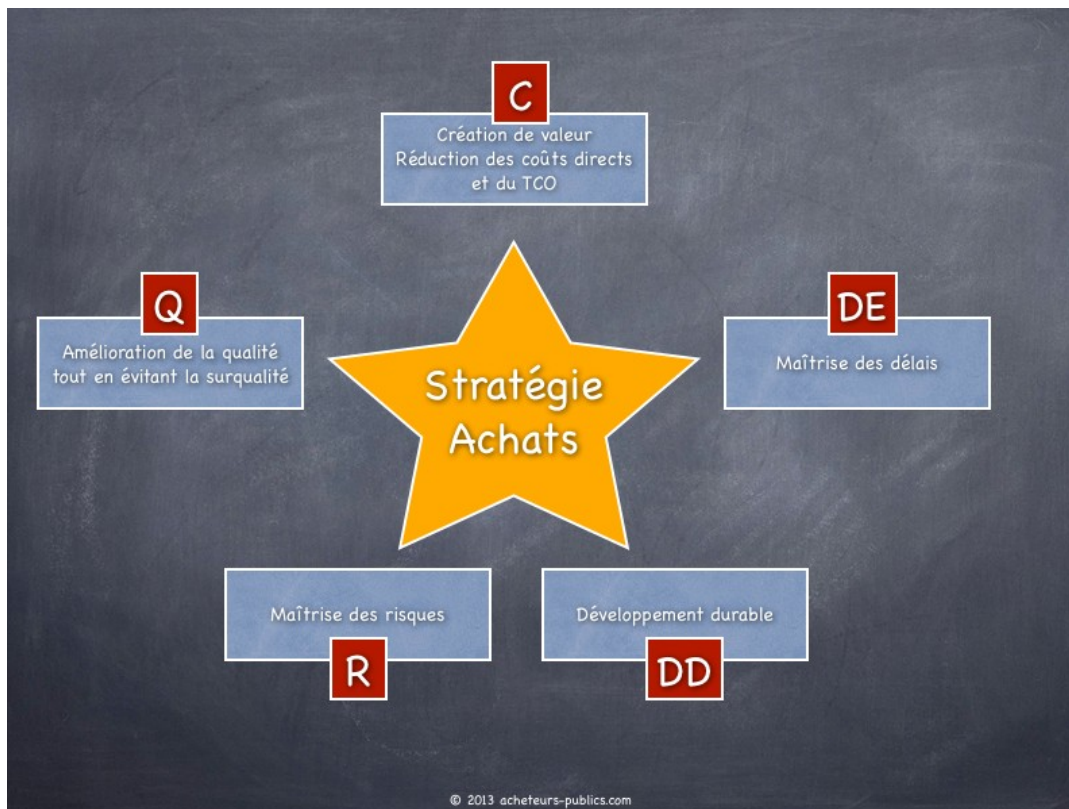 C
Création de valeur
Réduction des coûts directs
et du TCO
Q
Amélioration de la qualité
tout en évitant la surqualité
DE
Maîtrise des délais
Stratégie
Achats
Maîtrise des risques
R
Développement durable
DD
© 2013 acheteurs-publics.com